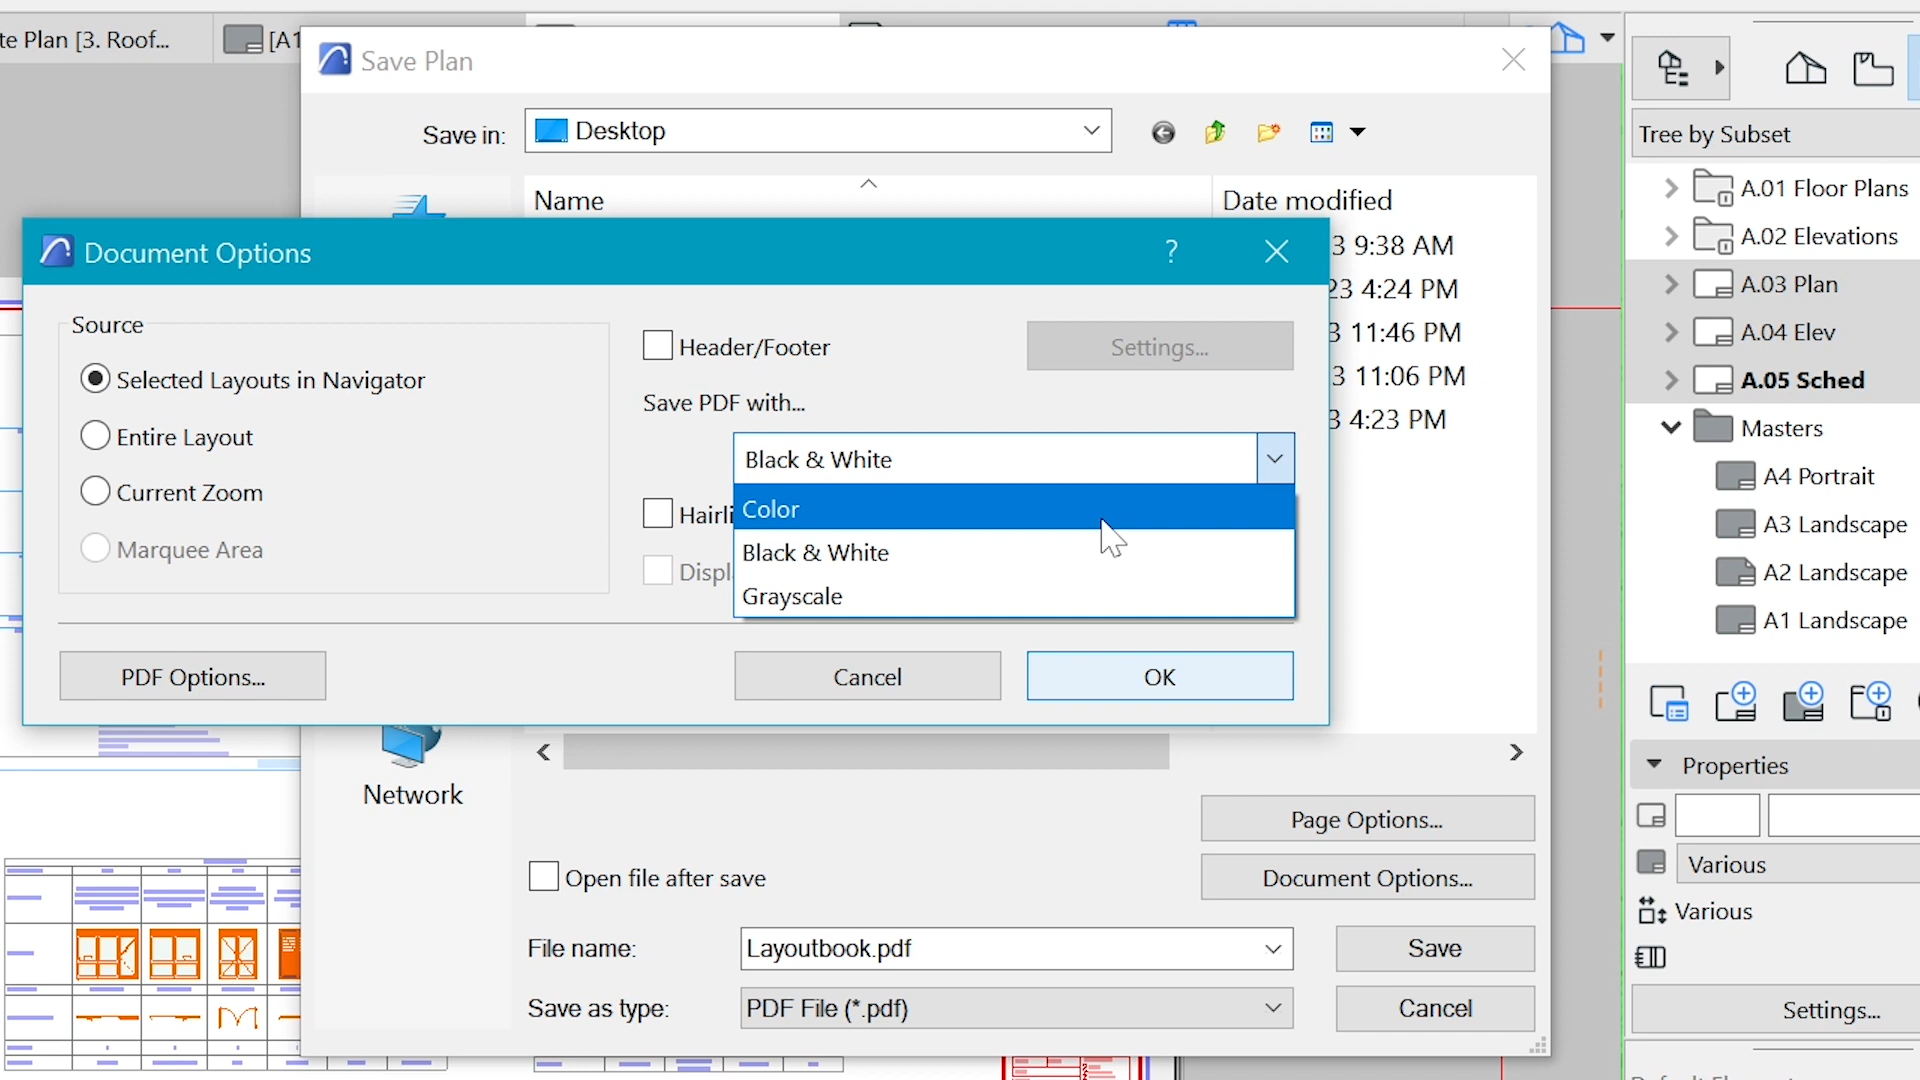 te Plan [3. Roof...
[A1
Save Plan
Save in:
Desktop
Name
Date modified
3 9:38 AM
23 4:24 PM
3 11:46 PM
3 11:06 PM
3 4:23 PM
Document Options
?
Source
Selected Layouts in Navigator
Entire Layout
Current Zoom
Marquee Area
Header/Footer
Settings...
Save PDF with...
Black & White
Color
Black & White
Grayscale
Hairli
Displ
PDF Options...
Cancel
OK
Network
Page Options...
Open file after save
Document Options...
File name:
Layoutbook.pdf
Save
Save as type:
PDF File (*.pdf)
Cancel
Tree by Subset
A.01 Floor Plans
A.02 Elevations
A.03 Plan
A.04 Elev
A.05 Sched
Masters
A4 Portrait
A3 Landscape
A2 Landscape
A1 Landscape
Properties
Various
Various
Settings...